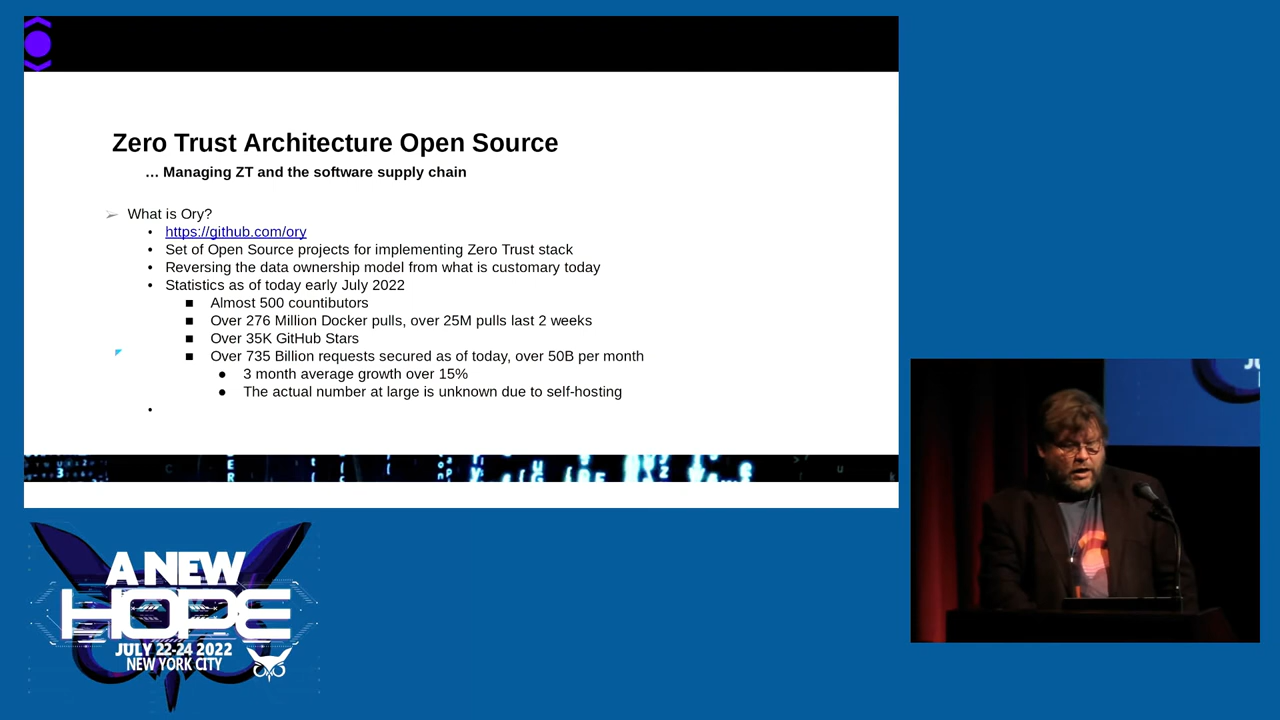 Zero Trust Architecture Open Source
… Managing ZT and the software supply chain
What is Ory?
https://github.com/ory
Set of Open Source projects for implementing Zero Trust stack
Reversing the data ownership model from what is customary today
Statistics as of today early July 2022
Almost 500 countibutors
Over 276 Million Docker pulls, over 25M pulls last 2 weeks
Over 35K GitHub Stars
Over 735 Billion requests secured as of today, over 50B per month
3 month average growth over 15%
The actual number at large is unknown due to self-hosting
A NEW
HOPE
JULY 22-24 2022
NEW YORK CITY